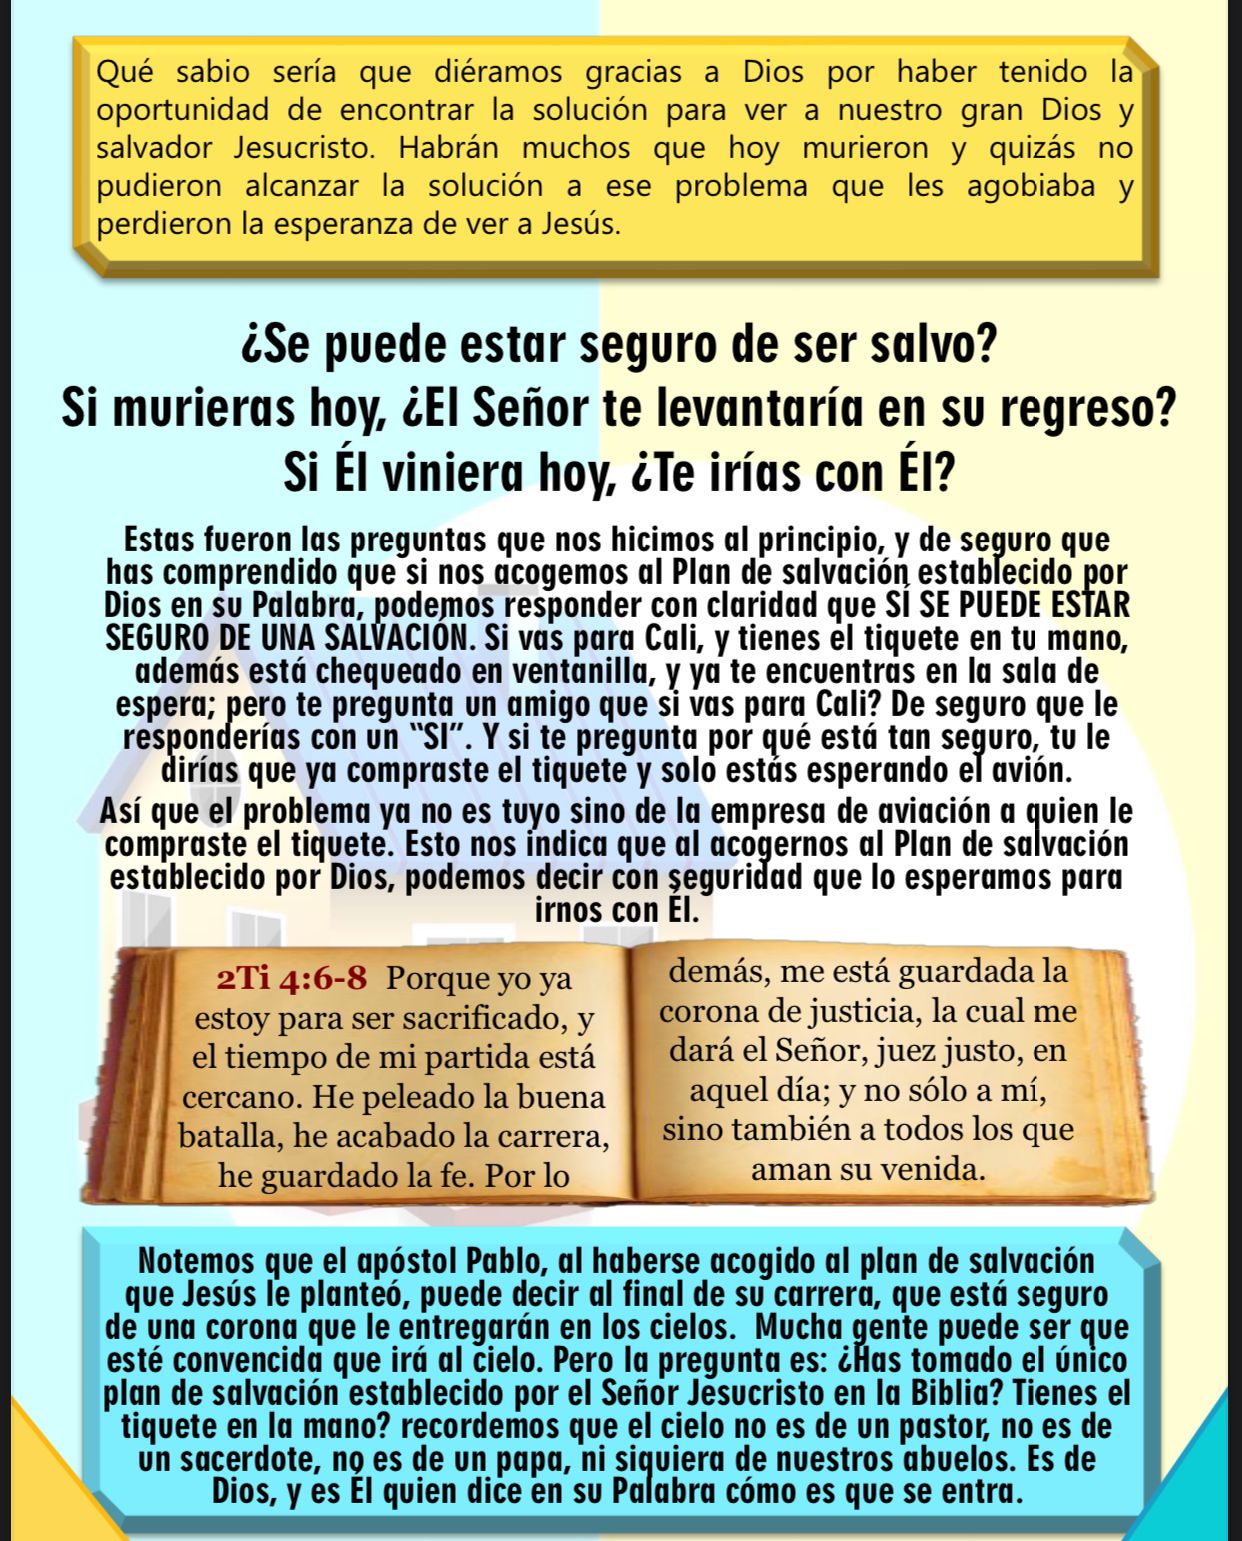 Qué sabio sería que diéramos gracias a Dios por haber tenido la
oportunidad de encontrar la solución para ver a nuestro gran Dios y
salvador Jesucristo. Habrán muchos que hoy murieron y quizás no
pudieron alcanzar la solución a ese problema que les agobiaba y
perdieron la esperanza de ver a Jesús.
¿Se puede estar seguro de ser salvo?
Si murieras hoy, ¿El Señor te levantaría en su regreso?
Si Él viniera hoy, ¿Te irías con Él?
Estas fueron las preguntas que nos hicimos al principio, y de seguro que
has comprendido que si nos acogemos al Plan de salvación establecido por
Dios en su Palabra, podemos responder con claridad que SÍ SE PUEDE ESTAR
SEGURO DE UNA SALVACIÓN. Si vas para Cali, y tienes el tiquete en tu mano,
además está chequeado en ventanilla, y ya te encuentras en la sala de
espera; pero te pregunta un amigo que si vas para Cali? De seguro que le
responderías con un “SI”. Y si te pregunta por qué está tan seguro, tu le
dirías que ya compraste el tiquete y solo estás esperando el avión.
Así que el problema ya no es tuyo sino de la empresa de aviación a quien le
compraste el tiquete. Esto nos indica que al acogernos al Plan de salvación
establecido por Dios, podemos decir con seguridad que lo esperamos para
irnos con Él.
2Ti 4:6-8 Porque yo ya
estoy para ser sacrificado, y
el tiempo de mi partida está
cercano. He peleado la buena
batalla, he acabado la carrera,
he guardado la fe. Por lo
demás, me está guardada la
corona de justicia, la cual me
dará el Señor, juez justo, en
aquel día; y no sólo a mí,
sino también a todos los que
aman su venida.
Notemos que el apóstol Pablo, al haberse acogido al plan de salvación
que Jesús le planteó, puede decir al final de su carrera, que está seguro
de una corona que le entregarán en los cielos. Mucha gente puede ser que
esté convencida que irá al cielo. Pero la pregunta es: ¿Has tomado el único
plan de salvación establecido por el Señor Jesucristo en la Biblia? Tienes el
tiquete en la mano? recordemos que el cielo no es de un pastor, no es de
un sacerdote, no es de un papa, ni siquiera de nuestros abuelos. Es de
Dios, y es Él quien dice en su Palabra cómo es que se entra.